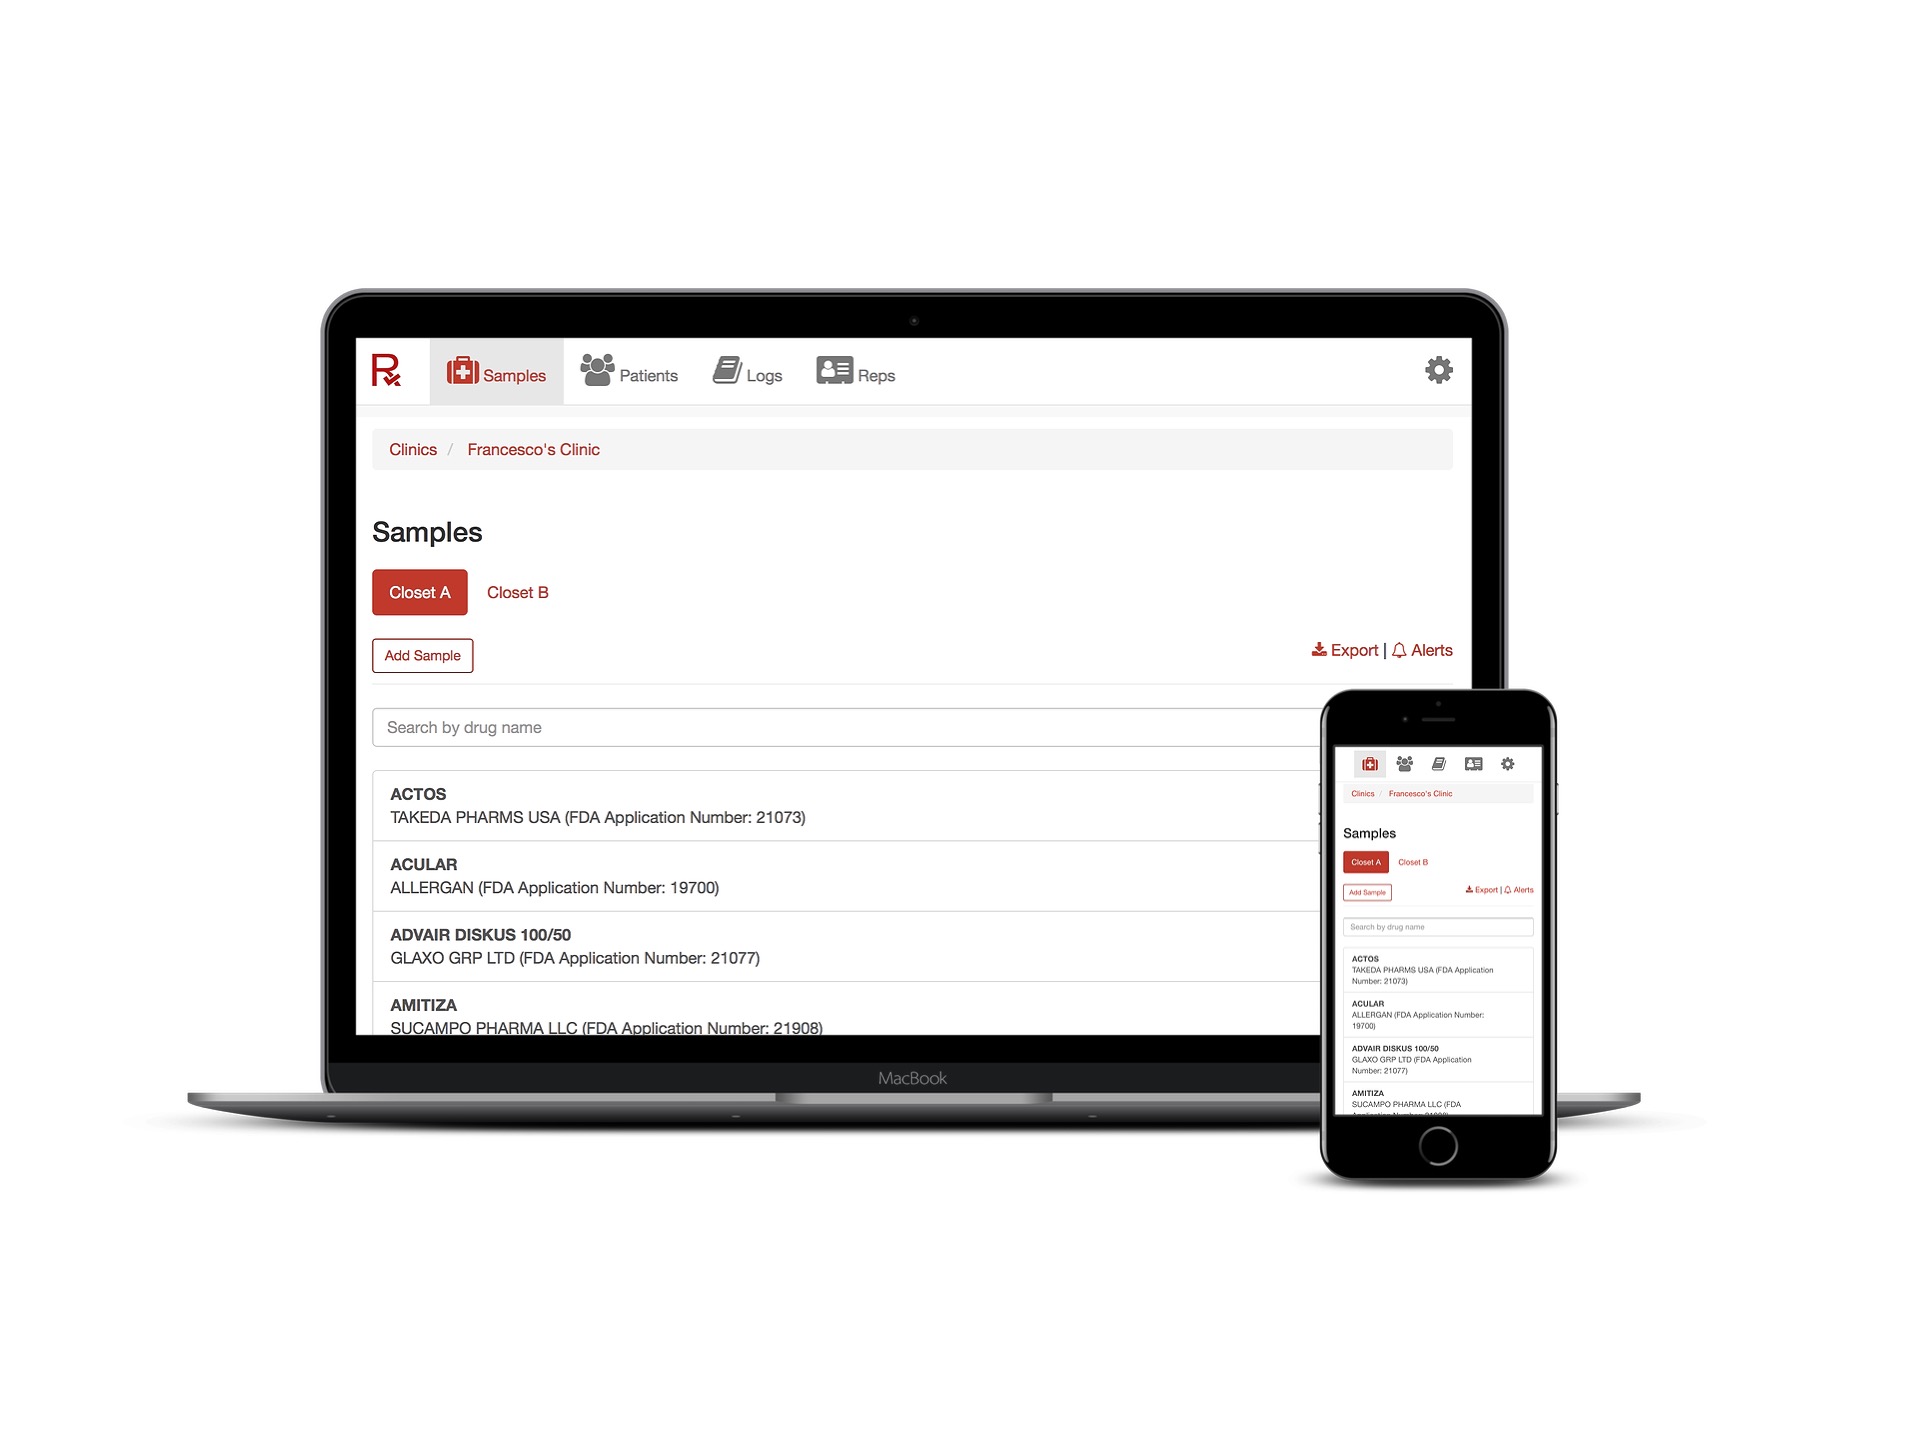 Samples
Patients
Logs
Reps
Clinics / Francesco's Clinic
Samples
Closet A
Closet B
Add Sample
Export | Alerts
Search by drug name
ACTOS
TAKEDA PHARMS USA (FDA Application Number: 21073)
ACULAR
ALLERGAN (FDA Application Number: 19700)
ADVAIR DISKUS 100/50
GLAXO GRP LTD (FDA Application Number: 21077)
AMITIZA
SUCAMPO PHARMA LLC (FDA Application Number: 21908)
MacBook
Clinics / Francesco's Clinic
Samples
Closet A
Closet B
Add Sample
Export | Alerts
Search by drug name
ACTOS
TAKEDA PHARMS USA (FDA Application
Number: 21073)
ACULAR
ALLERGAN (FDA Application Number:
19700)
ADVAIR DISKUS 100/50
GLAXO GRP LTD (FDA Application
Number: 21077)
AMITIZA
SUCAMPO PHARMA LLC (FDA